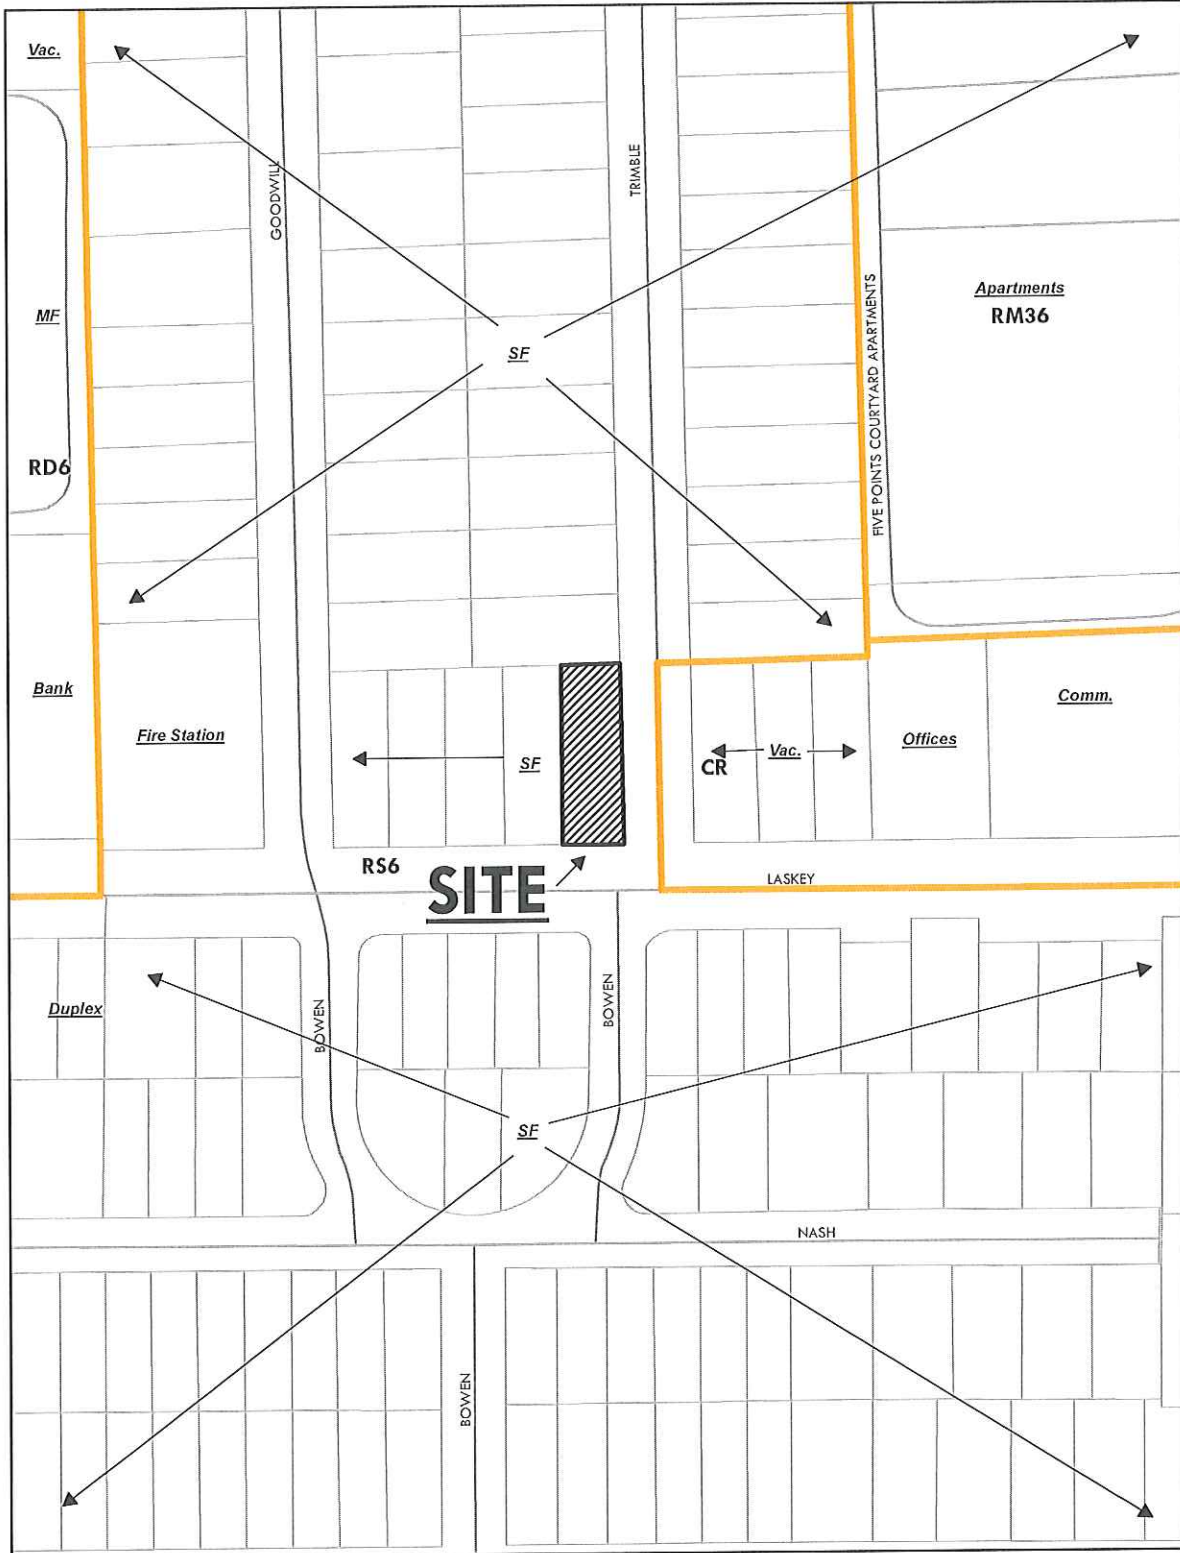 Vac.
GOODWILL
TRIMBLE
MF
SF
FIVE POINTS COURTYARD APARTMENTS
Apartments
RM36
RD6
Bank
Fire Station
SF
CR
Vac.
Offices
Comm.
RS6
SITE
LASKEY
Duplex
BOWEN
BOWEN
SF
NASH
BOWEN